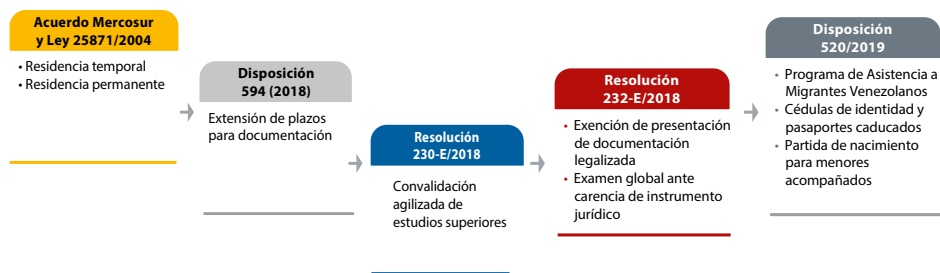 Acuerdo Mercosur
y Ley 25871/2004
• Residencia temporal
• Residencia permanente
Disposición
594 (2018)
Extensión de plazos
para documentación
Resolución
230-E/2018
Convalidación
agilizada de
estudios superiores
Resolución
232-E/2018
• Exención de presentación
de documentación
legalizada
• Examen global ante
carencia de instrumento
jurídico
Disposición
520/2019
• Programa de Asistencia a
Migrantes Venezolanos
• Cédulas de identidad y
pasaportes caducados
• Partida de nacimiento
para menores
acompañados